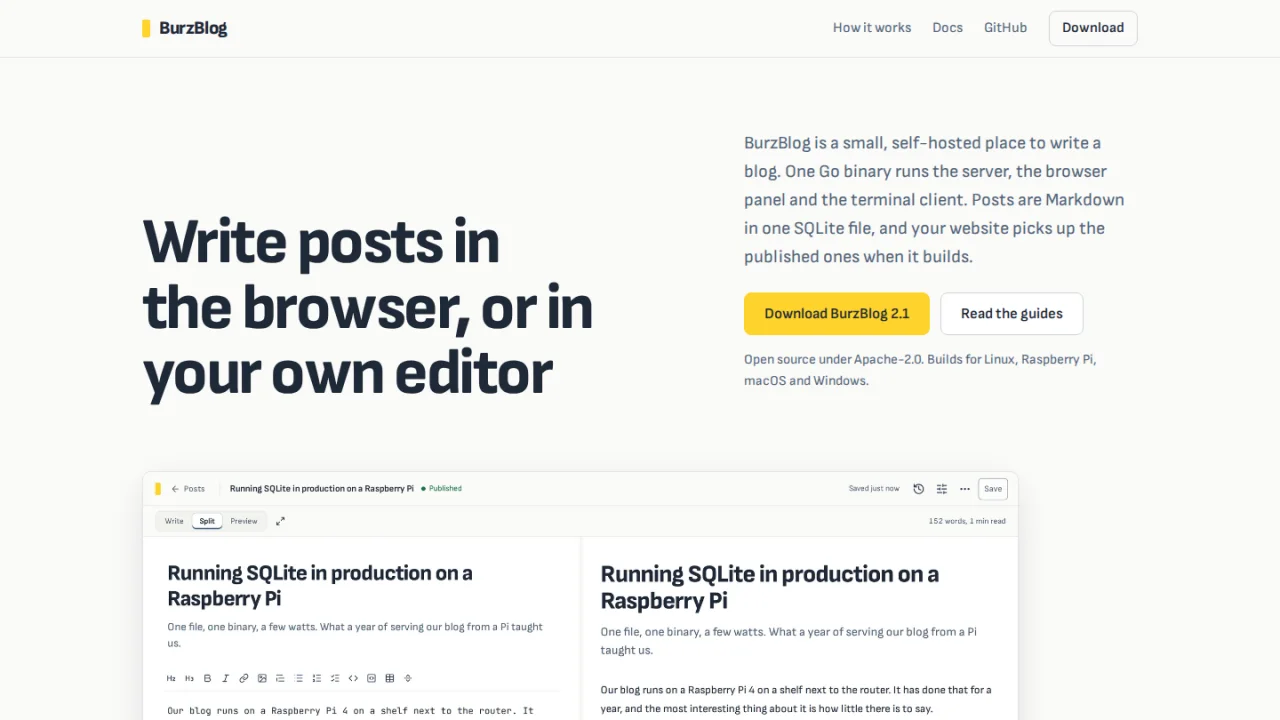 BurzBlog
How it works
Docs
GitHub
Download
Write posts in
the browser, or in
your own editor
BurzBlog is a small, self-hosted place to write a
blog. One Go binary runs the server, the browser
panel and the terminal client. Posts are Markdown
in one SQLite file, and your website picks up the
published ones when it builds.
Download BurzBlog 2.1
Read the guides
Open source under Apache-2.0. Builds for Linux, Raspberry Pi,
macOS and Windows.
← Posts
Running SQLite in production on a Raspberry Pi
Published
Saved just now
Save
Write
Split
Preview
152 words, 1 min read
Running SQLite in production on a
Raspberry Pi
One file, one binary, a few watts. What a year of serving our blog from a Pi taught
us.
H2 H3 B I
Our blog runs on a Raspberry Pi 4 on a shelf next to the router. It
Running SQLite in production on a
Raspberry Pi
One file, one binary, a few watts. What a year of serving our blog from a Pi
taught us.
Our blog runs on a Raspberry Pi 4 on a shelf next to the router. It has done that for a
year, and the most interesting thing about it is how little there is to say.